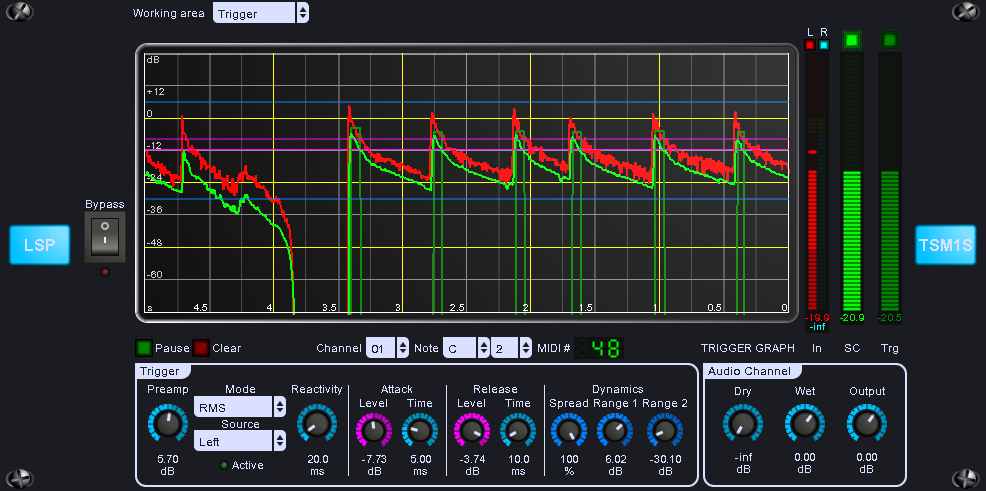 Working area Trigger
L R
dB
+12
0
-12
-24
-36
-48
-60
s 4.5 4 3.5 3 2.5 2 1.5 1 0.5 0
Bypass
LSP
TSM1S
-19.9 -20.9 -20.5
-inf
Pause Clear Channel 01 Note C 2 MIDI # 48 TRIGGER GRAPH In SC Trg
Trigger
Preamp
5.70
dB
Mode
RMS
Source
Left
Active
Reactivity
20.0
ms
Attack
Level Time
-7.73 5.00
dB ms
Release
Level Time
-3.74 10.0
dB ms
Dynamics
Spread Range 1 Range 2
100 6.02 -30.10
% dB dB
Audio Channel
Dry Wet Output
-inf 0.00 0.00
dB dB dB